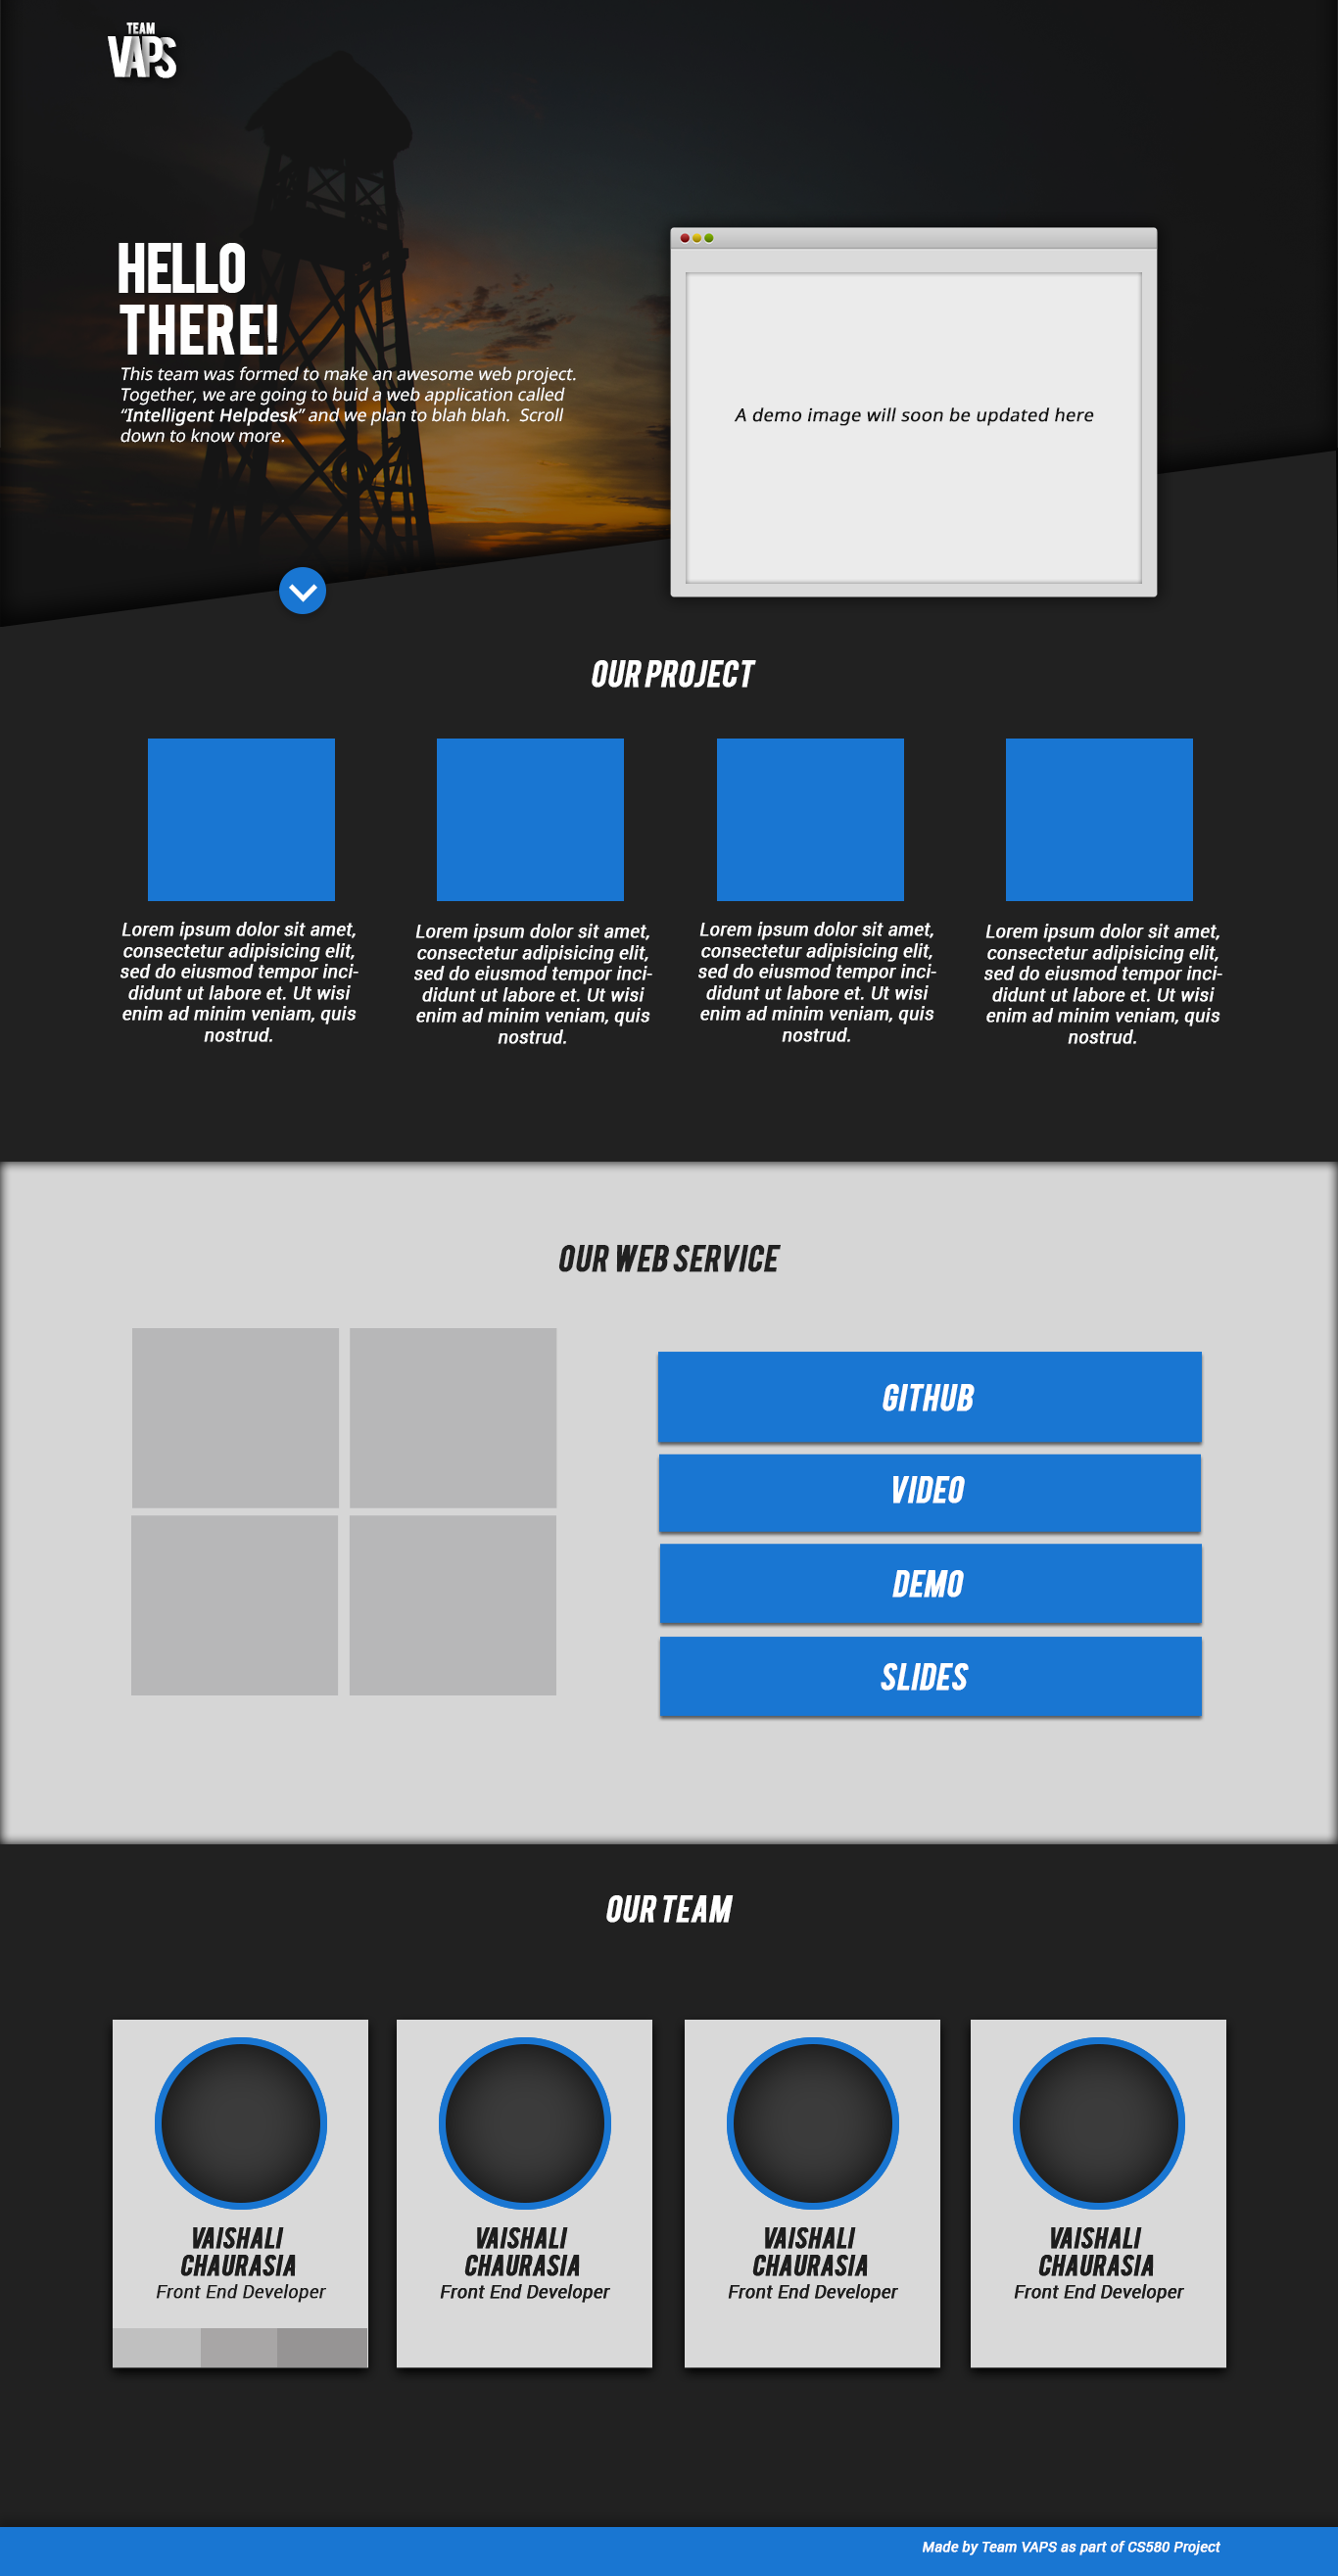 TEAM
VAPS
HELLO
THERE!
This team was formed to make an awesome web project.
Together, we are going to buid a web application called
“Intelligent Helpdesk” and we plan to blah blah.  Scroll
down to know more.
A demo image will soon be updated here
OUR PROJECT
Lorem ipsum dolor sit amet,
consectetur adipisicing elit,
sed do eiusmod tempor inci-
didunt ut labore et. Ut wisi
enim ad minim veniam, quis
nostrud.
Lorem ipsum dolor sit amet,
consectetur adipisicing elit,
sed do eiusmod tempor inci-
didunt ut labore et. Ut wisi
enim ad minim veniam, quis
nostrud.
Lorem ipsum dolor sit amet,
consectetur adipisicing elit,
sed do eiusmod tempor inci-
didunt ut labore et. Ut wisi
enim ad minim veniam, quis
nostrud.
Lorem ipsum dolor sit amet,
consectetur adipisicing elit,
sed do eiusmod tempor inci-
didunt ut labore et. Ut wisi
enim ad minim veniam, quis
nostrud.
OUR WEB SERVICE
GITHUB
VIDEO
DEMO
SLIDES
OUR TEAM
VAISHALI
CHAURASIA
Front End Developer
VAISHALI
CHAURASIA
Front End Developer
VAISHALI
CHAURASIA
Front End Developer
VAISHALI
CHAURASIA
Front End Developer
Made by Team VAPS as part of CS580 Project